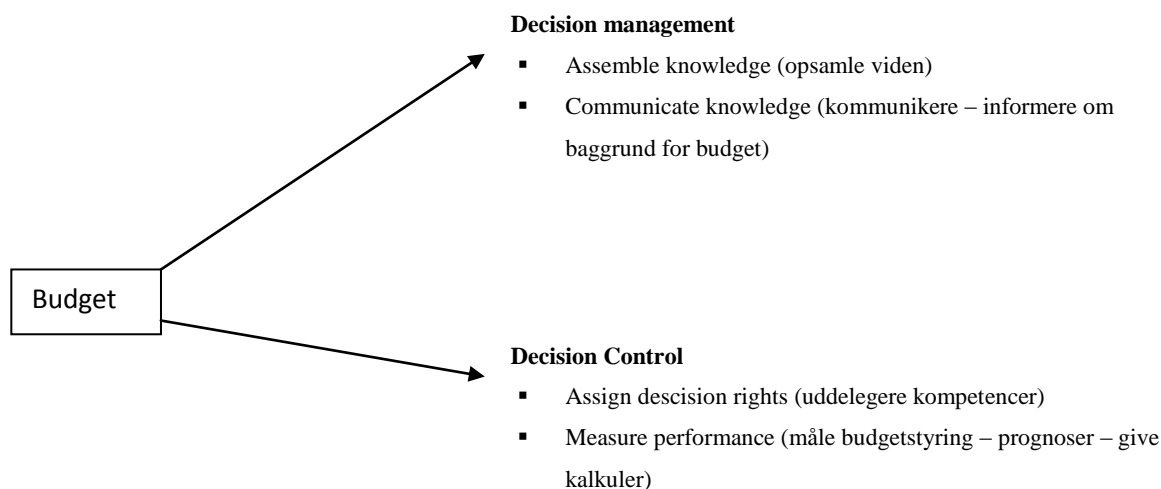 Decision management
▪ Assemble knowledge (opsamle viden)
▪ Communicate knowledge (kommunikere – informere om
baggrund for budget)
Budget
Decision Control
▪ Assign descision rights (uddelegere kompetencer)
▪ Measure performance (måle budgetstyring – prognoser – give
kalkuler)